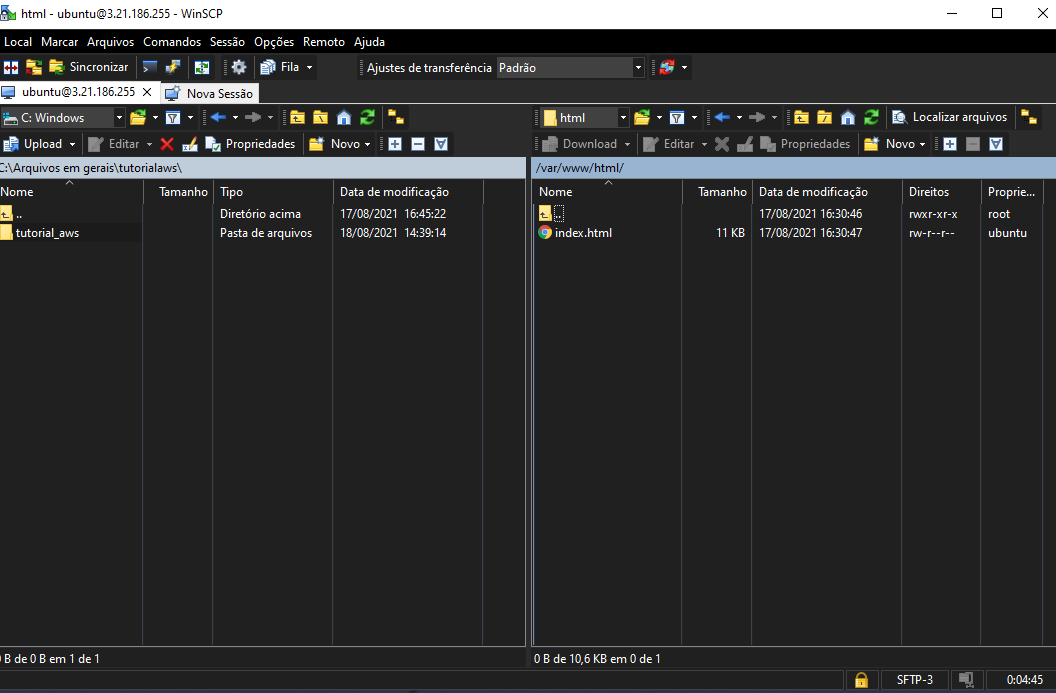 html - ubuntu@3.21.186.255 - WinSCP
Local Marcar Arquivos Comandos Sessão Opções Remoto Ajuda
Sincronizar Fila Ajustes de transferência Padrão
ubuntu@3.21.186.255 Nova Sessão
C: Windows html Localizar arquivos
Upload Editar Propriedades Novo Download Editar Propriedades Novo
C:\Arquivos em gerais\tutorialaws\ /var/www/html/
Nome Tamanho Tipo Data de modificação Nome Tamanho Data de modificação Direitos Proprie...
.. Diretório acima 17/08/2021 16:45:22 .. 17/08/2021 16:30:46 rwxr-xr-x root
tutorial_aws Pasta de arquivos 18/08/2021 14:39:14 index.html 11 KB 17/08/2021 16:30:47 rw-r--r-- ubuntu
0 B de 0 B em 1 de 1 0 B de 10,6 KB em 0 de 1
SFTP-3 0:04:45